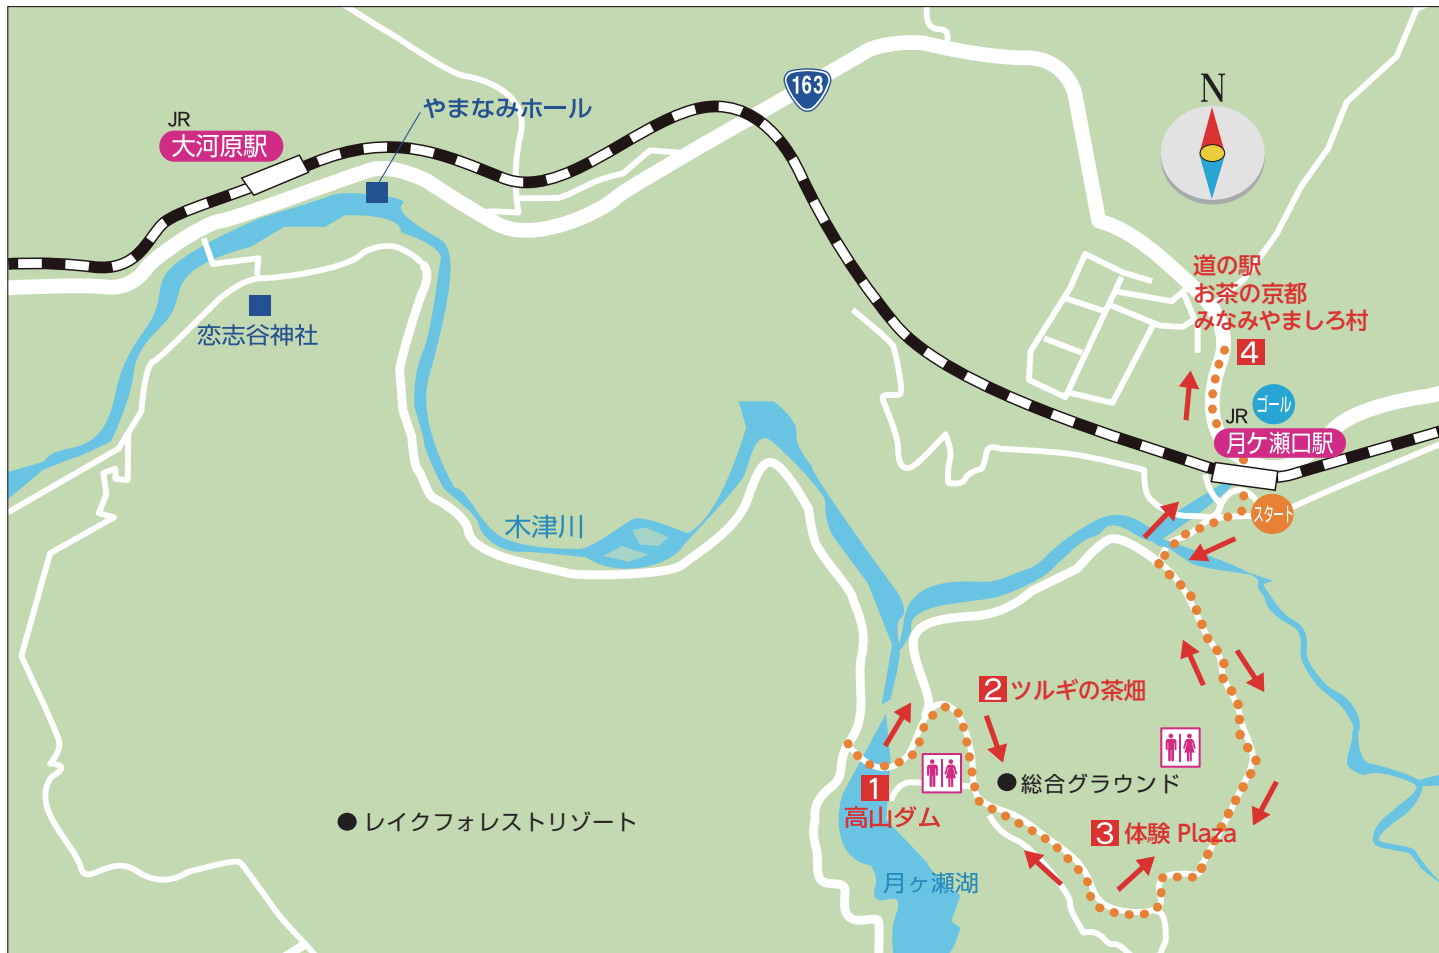 163
N
JR
大河原駅
やまなみホール
恋志谷神社
道の駅
お茶の京都
みなみやましろ村
4
ゴール
JR
月ケ瀬口駅
スタート
木津川
2 ツルギの茶畑
総合グラウンド
1
高山ダム
レイクフォレストリゾート
3 体験 Plaza
月ヶ瀬湖